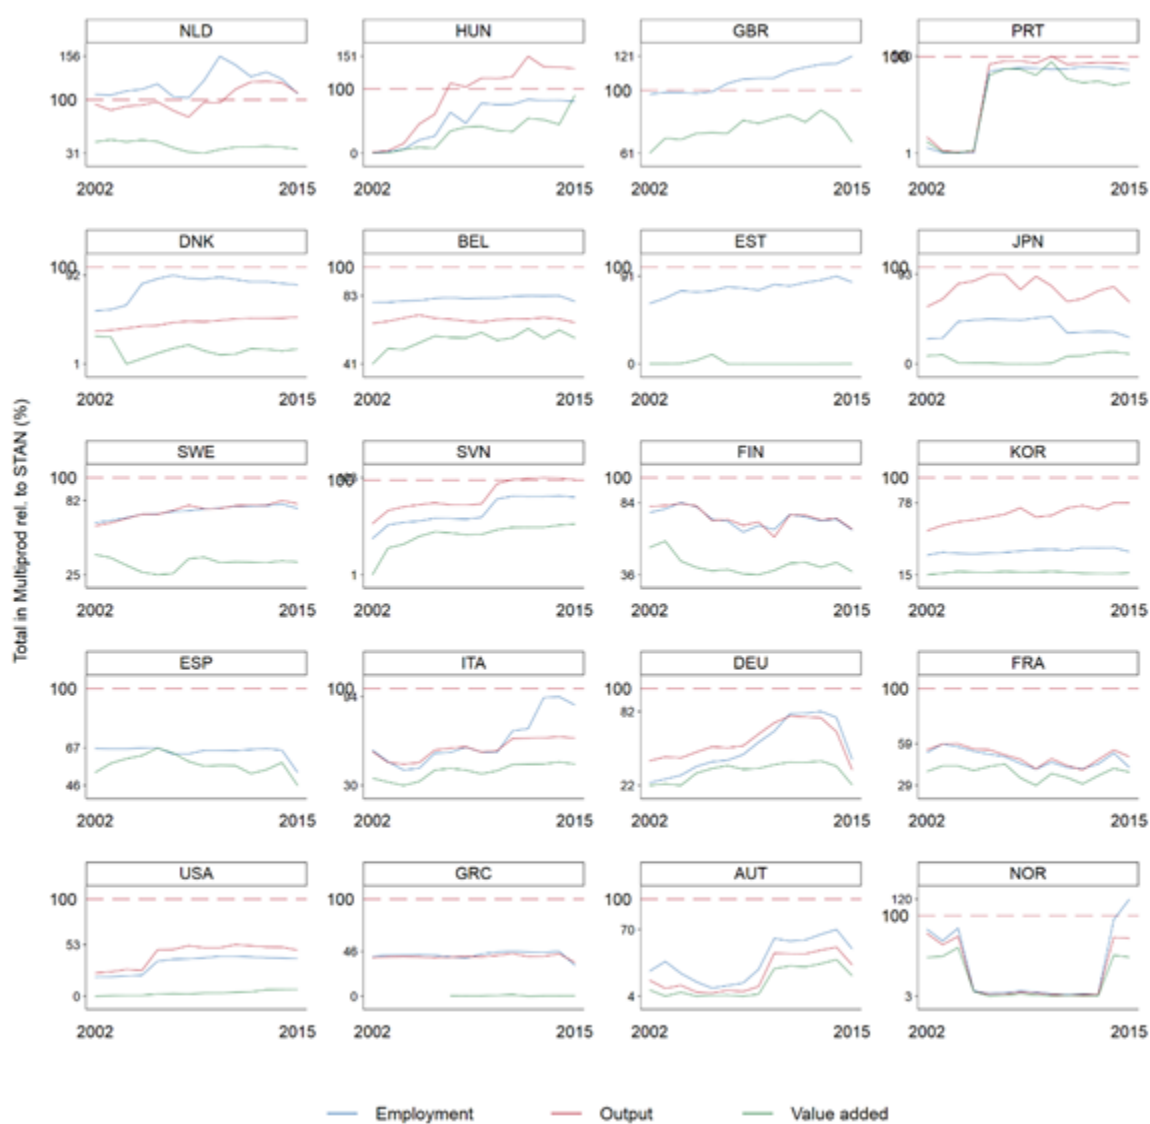 NLD HUN GBR PRT
156 151 121
100 100 100
31 0 61 1
2002 2015 2002 2015 2002 2015 2002 2015
DNK BEL EST JPN
100 100 100 100
92 83 91 93
1 41 0 0
2002 2015 2002 2015 2002 2015 2002 2015
SWE SVN FIN KOR
100 100 100
82 84 78
25 1 36 15
2002 2015 2002 2015 2002 2015 2002 2015
Total in Multiprod rel. to STAN (%)
ESP ITA DEU FRA
100 100 100 100
67 94 82 59
46 30 22 29
2002 2015 2002 2015 2002 2015 2002 2015
USA GRC AUT NOR
100 100 100 120
53 46 70 100
0 0 4 3
2002 2015 2002 2015 2002 2015 2002 2015
Employment Output Value added